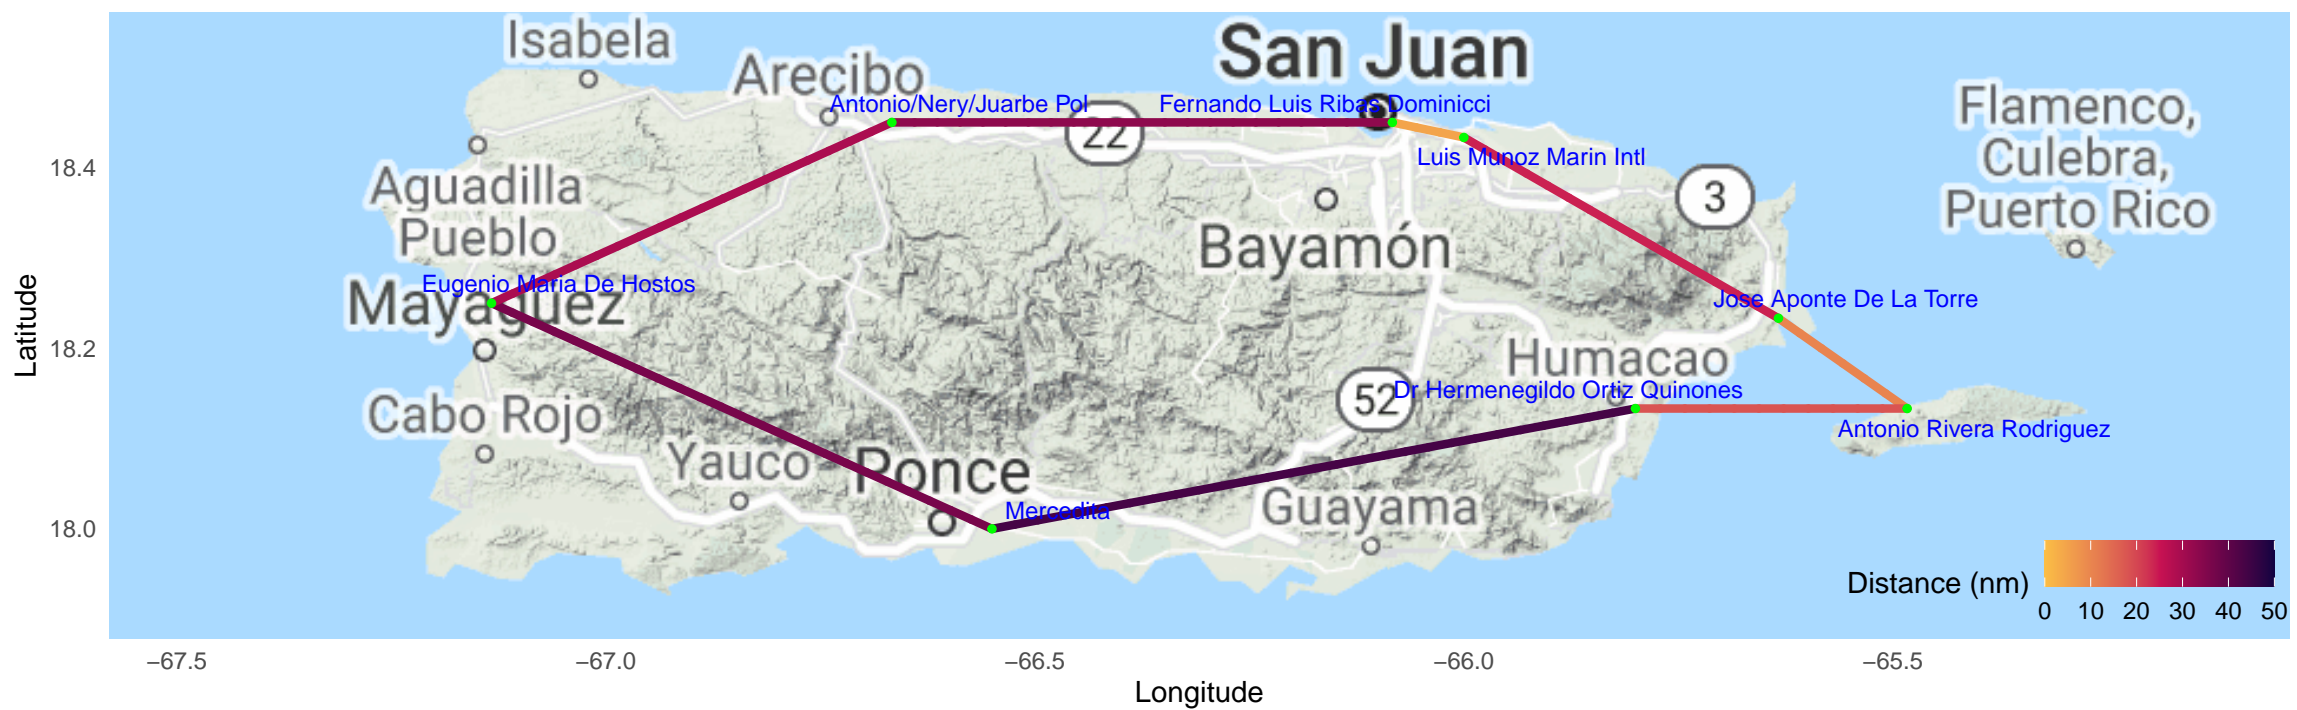 Isabela
San Juan
Arecibo
Antonio/Nery/Juarbe Pol
Fernando Luis Ribas Dominicci
Flamenco,
Culebra,
Puerto Rico
22
Luis Munoz Marin Intl
18.4
Aguadilla
Pueblo
3
Bayamón
Eugenio Maria De Hostos
Mayagüez
Jose Aponte De La Torre
Latitude
18.2
Humacao
Dr Hermenegildo Ortiz Quinones
52
Cabo Rojo
Antonio Rivera Rodriguez
Yauco
Ponce
Mercedita
Guayama
18.0
Distance (nm)
0 10 20 30 40 50
−67.5 −67.0 −66.5 −66.0 −65.5
Longitude